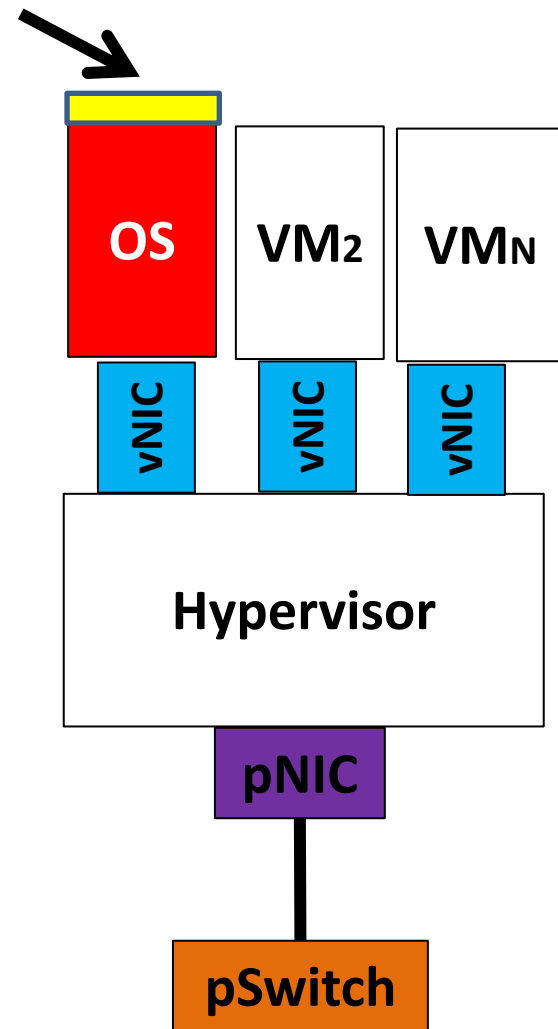 OS
VM2
VMN
vNIC
vNIC
vNIC
Hypervisor
pNIC
pSwitch